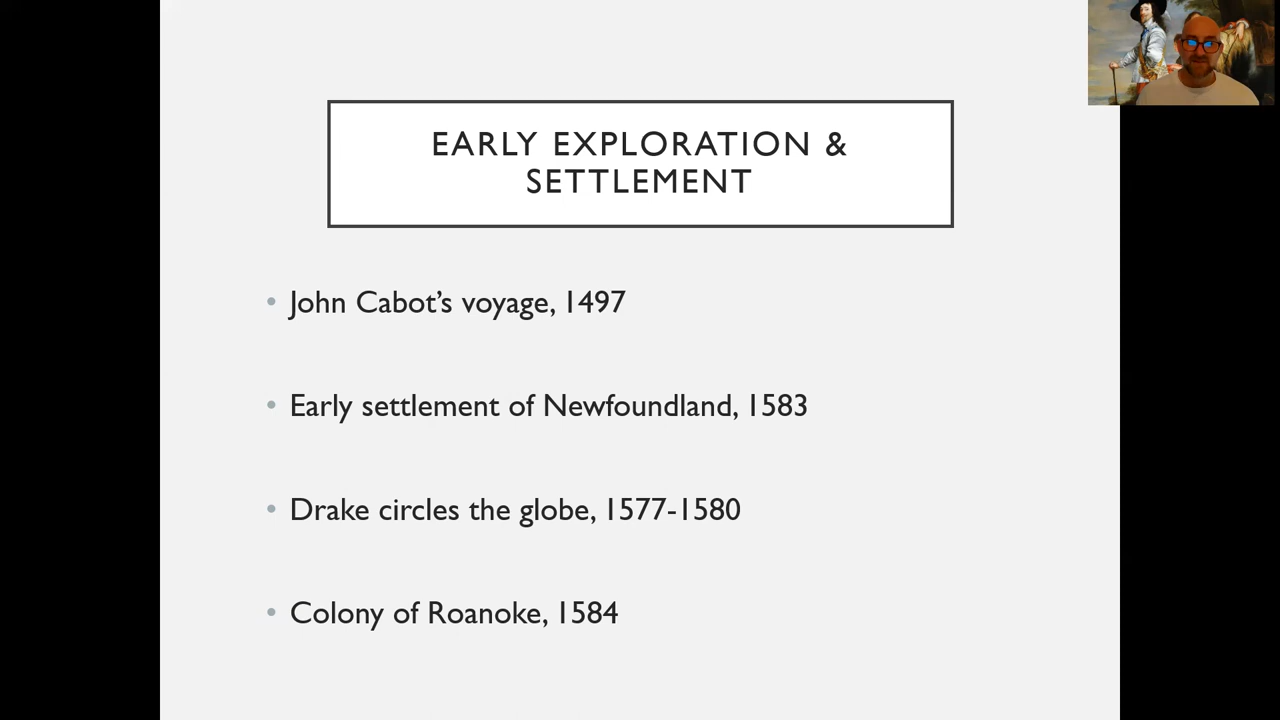 EARLY EXPLORATION &
SETTLEMENT
• John Cabot’s voyage, 1497
• Early settlement of Newfoundland, 1583
• Drake circles the globe, 1577-1580
• Colony of Roanoke, 1584